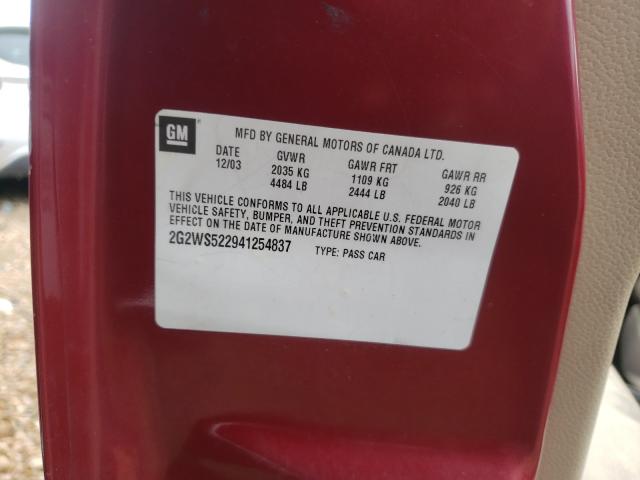 GM
MFD BY GENERAL MOTORS OF CANADA LTD.
DATE GVWR GAWR FRT GAWR RR
12/03 2035 KG 1109 KG 926 KG
4484 LB 2444 LB 2040 LB
THIS VEHICLE CONFORMS TO ALL APPLICABLE U.S. FEDERAL MOTOR
VEHICLE SAFETY, BUMPER, AND THEFT PREVENTION STANDARDS IN
EFFECT ON THE DATE OF MANUFACTURE SHOWN ABOVE.
2G2WS522941254837 TYPE: PASS CAR